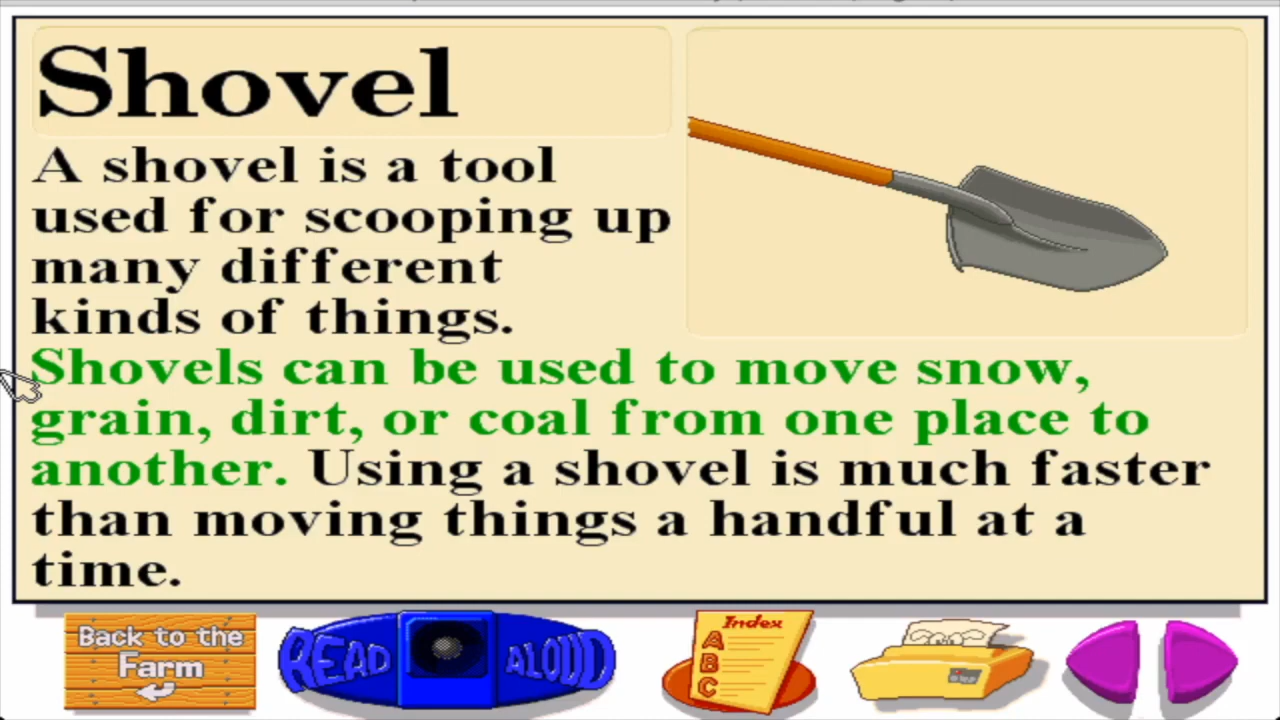 Shovel
A shovel is a tool
used for scooping up
many different
kinds of things.
Shovels can be used to move snow,
grain, dirt, or coal from one place to
another. Using a shovel is much faster
than moving things a handful at a
time.
Back to the
Farm
READ ALOUD
Index
A
B
C